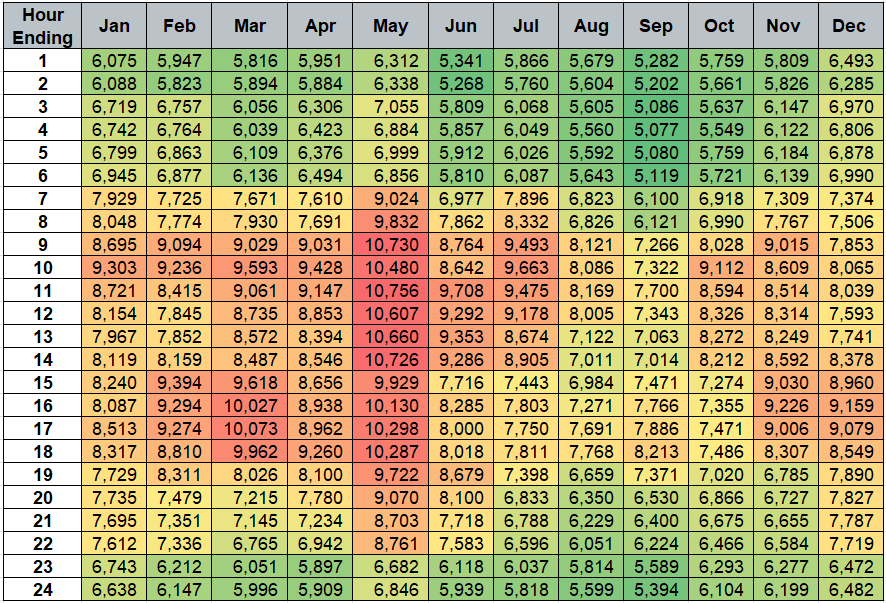 Hour Ending Jan Feb Mar Apr May Jun Jul Aug Sep Oct Nov Dec
1 6,075 5,947 5,816 5,951 6,312 5,341 5,866 5,679 5,282 5,759 5,809 6,493
2 6,088 5,823 5,894 5,884 6,338 5,268 5,760 5,604 5,202 5,661 5,826 6,285
3 6,719 6,757 6,056 6,306 7,055 5,809 6,068 5,605 5,086 5,637 6,147 6,970
4 6,742 6,764 6,039 6,423 6,884 5,857 6,049 5,560 5,077 5,549 6,122 6,806
5 6,799 6,863 6,109 6,376 6,999 5,912 6,026 5,592 5,080 5,759 6,184 6,878
6 6,945 6,877 6,136 6,494 6,856 5,810 6,087 5,643 5,119 5,721 6,139 6,990
7 7,929 7,725 7,671 7,610 9,024 6,977 7,896 6,823 6,100 6,918 7,309 7,374
8 8,048 7,774 7,930 7,691 9,832 7,862 8,332 6,826 6,121 6,990 7,767 7,506
9 8,695 9,094 9,029 9,031 10,730 8,764 9,493 8,121 7,266 8,028 9,015 7,853
10 9,303 9,236 9,593 9,428 10,480 8,642 9,663 8,086 7,322 9,112 8,609 8,065
11 8,721 8,415 9,061 9,147 10,756 9,708 9,475 8,169 7,700 8,594 8,514 8,039
12 8,154 7,845 8,735 8,853 10,607 9,292 9,178 8,005 7,343 8,326 8,314 7,593
13 7,967 7,852 8,572 8,394 10,660 9,353 8,674 7,122 7,063 8,272 8,249 7,741
14 8,119 8,159 8,487 8,546 10,726 9,286 8,905 7,011 7,014 8,212 8,592 8,378
15 8,240 9,394 9,618 8,656 9,929 7,716 7,443 6,984 7,471 7,274 9,030 8,960
16 8,087 9,294 10,027 8,938 10,130 8,285 7,803 7,271 7,766 7,355 9,226 9,159
17 8,513 9,274 10,073 8,962 10,298 8,000 7,750 7,691 7,886 7,471 9,006 9,079
18 8,317 8,810 9,962 9,260 10,287 8,018 7,811 7,768 8,213 7,486 8,307 8,549
19 7,729 8,311 8,026 8,100 9,722 8,679 7,398 6,659 7,371 7,020 6,785 7,890
20 7,735 7,479 7,215 7,780 9,070 8,100 6,833 6,350 6,530 6,866 6,727 7,827
21 7,695 7,351 7,145 7,234 8,703 7,718 6,788 6,229 6,400 6,675 6,655 7,787
22 7,612 7,336 6,765 6,942 8,761 7,583 6,596 6,051 6,224 6,466 6,584 7,719
23 6,743 6,212 6,051 5,897 6,682 6,118 6,037 5,814 5,589 6,293 6,277 6,472
24 6,638 6,147 5,996 5,909 6,846 5,939 5,818 5,599 5,394 6,104 6,199 6,482